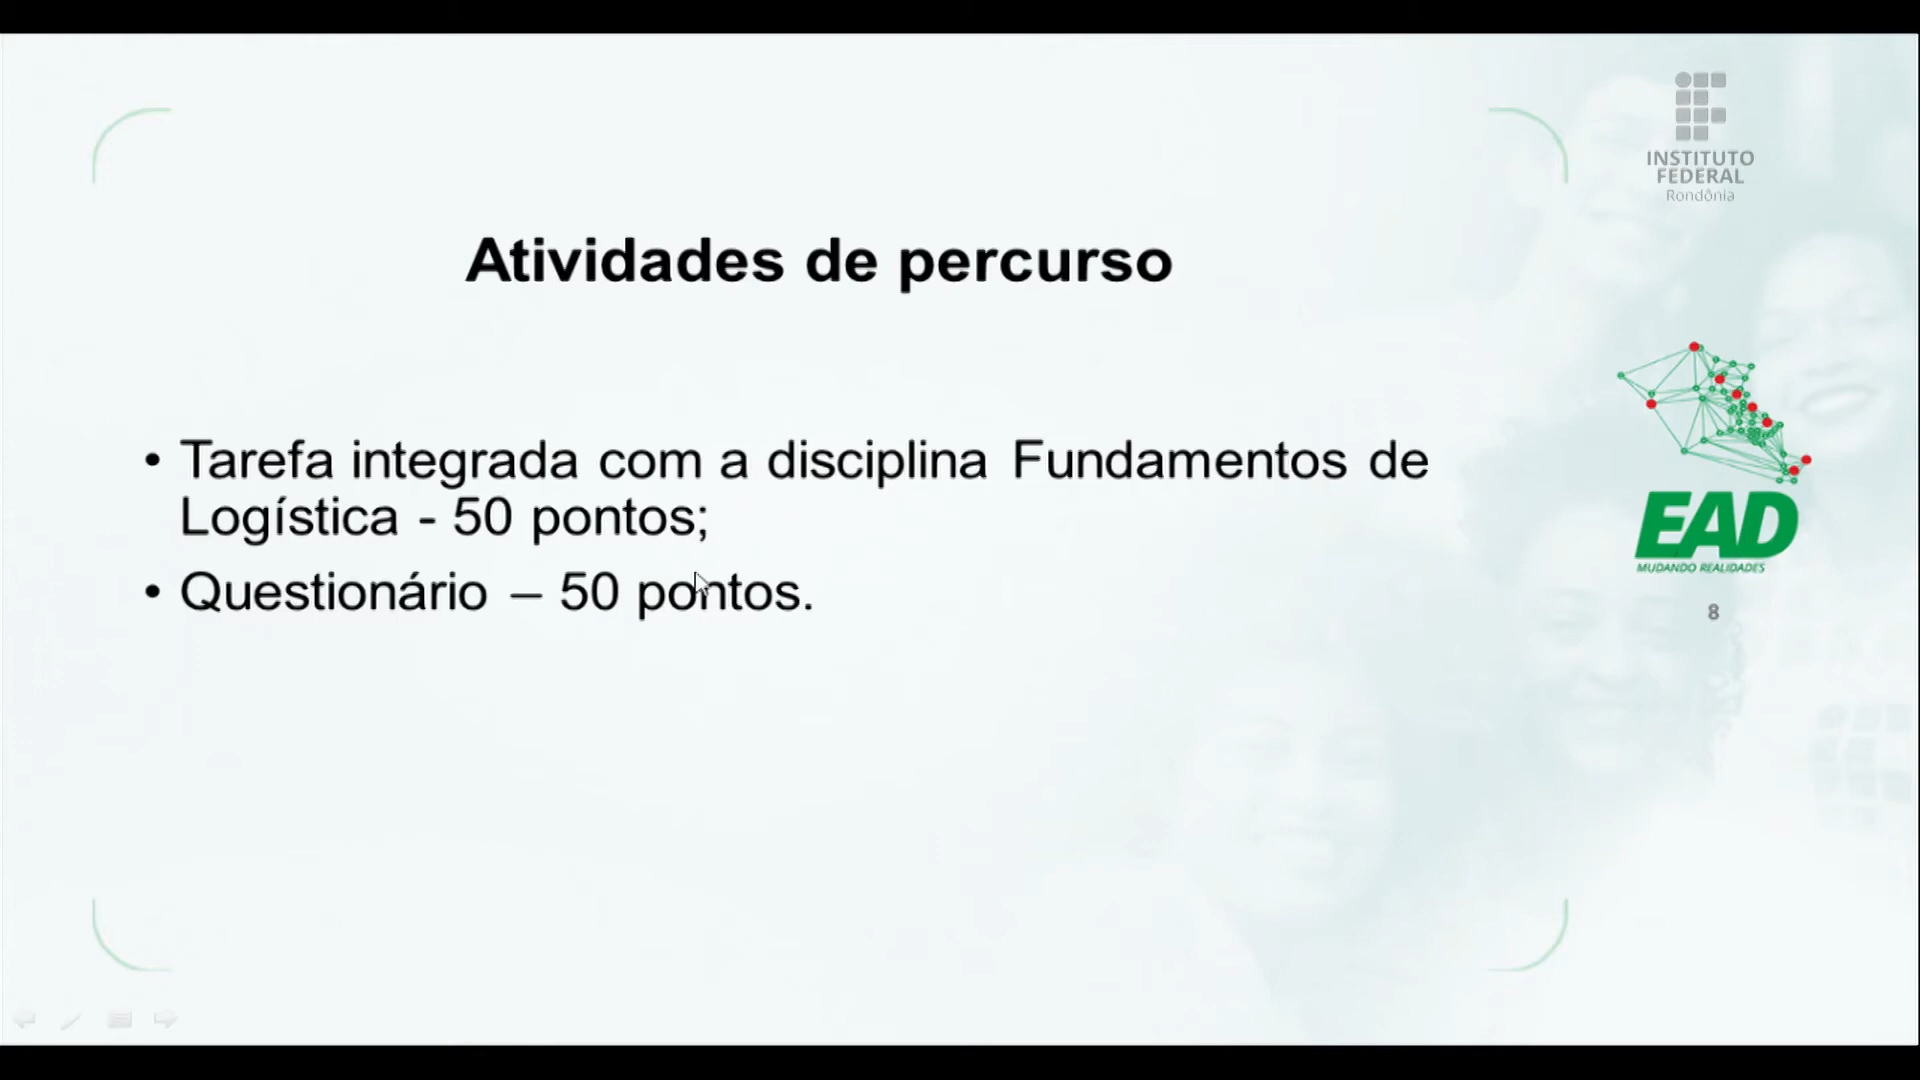 INSTITUTO
FEDERAL
Rondônia
Atividades de percurso
• Tarefa integrada com a disciplina Fundamentos de
Logística - 50 pontos;
• Questionário – 50 pontos.
EAD
MUDANDO REALIDADES
8